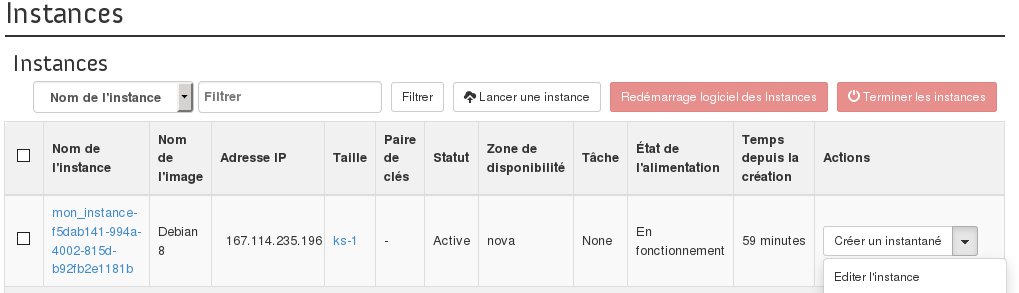 Instances
Instances
Nom de l'instance Filtrer Filtrer Lancer une instance Redémarrage logiciel des Instances Terminer les instances
Nom de l'instance Nom de l'image Adresse IP Taille Paire de clés Statut Zone de disponibilité Tâche État de l'alimentation Temps depuis la création Actions
mon_instance-f5dab141-994a-4002-815d-b92fb2e1181b Debian 8 167.114.235.196 ks-1 - Active nova None En fonctionnement 59 minutes Créer un instantané
Editer l'instance